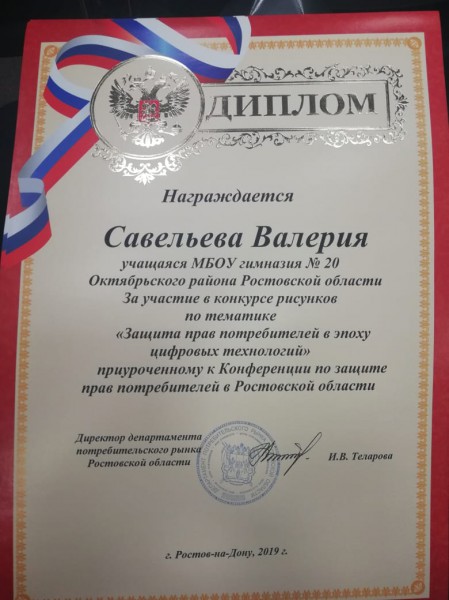 ДИПЛОМ
Награждается
Савельева Валерия
учащаяся МБОУ гимназия № 20
Октябрьского района Ростовской области
За участие в конкурсе рисунков
по тематике
«Защита прав потребителей в эпоху
цифровых технологий»
приуроченному к Конференции по защите
прав потребителей в Ростовской области
Директор департамента
потребительского рынка
Ростовской области
И.В. Теларова
г. Ростов-на-Дону, 2019 г.